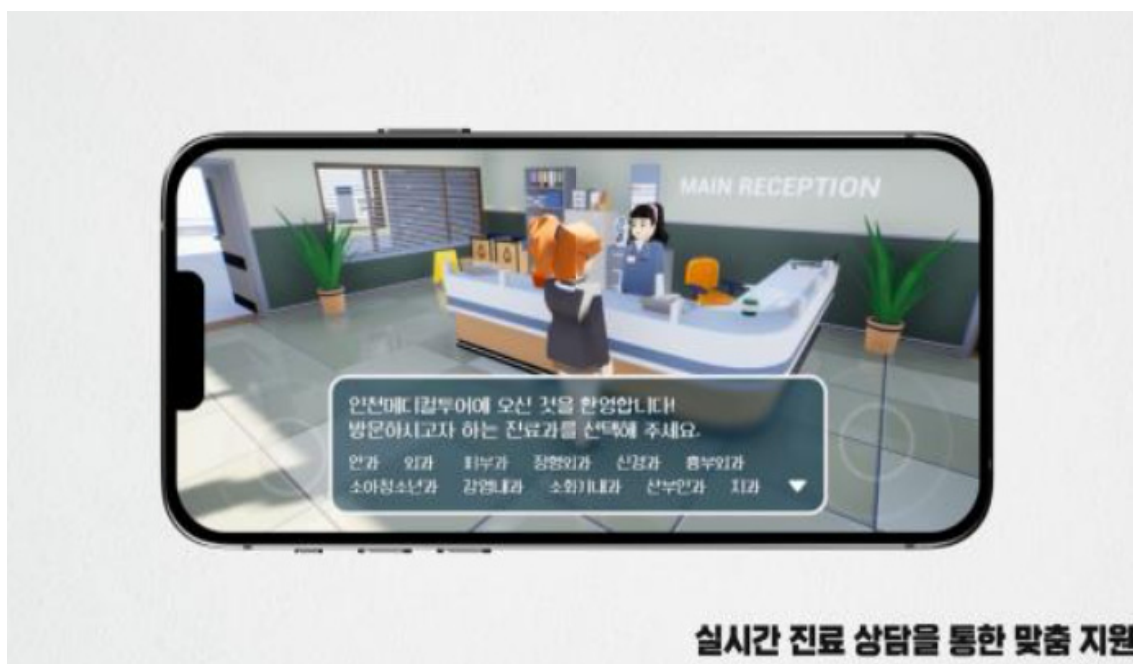 MAIN RECEPTION
인천메디컬투어에 오신 것을 환영합니다!
방문하시고자 하는 진료과를 선택해 주세요.
안과 외과 피부과 정형외과 신경과 흉부외과
소아청소년과 감염내과 소화기내과 산부인과 치과
실시간 진료 상담을 통한 맞춤 지원